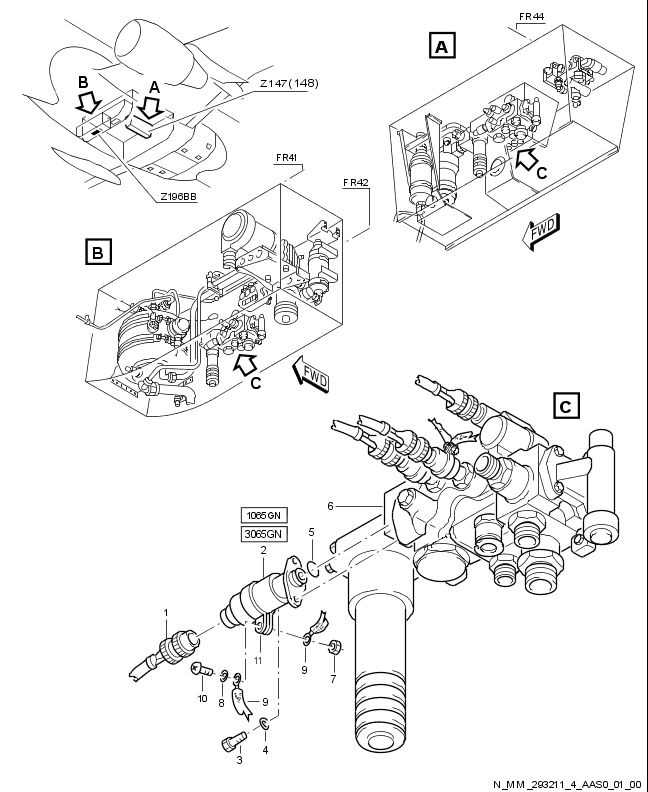 FR44
A
B
A
Z147(148)
C
FWD
Z196BB
FR41
FR42
B
C
FWD
C
6
1065GN
3065GN
2
5
1
11
9
7
10
8
9
3
4
N_MM_293211_4_AAS0_01_00